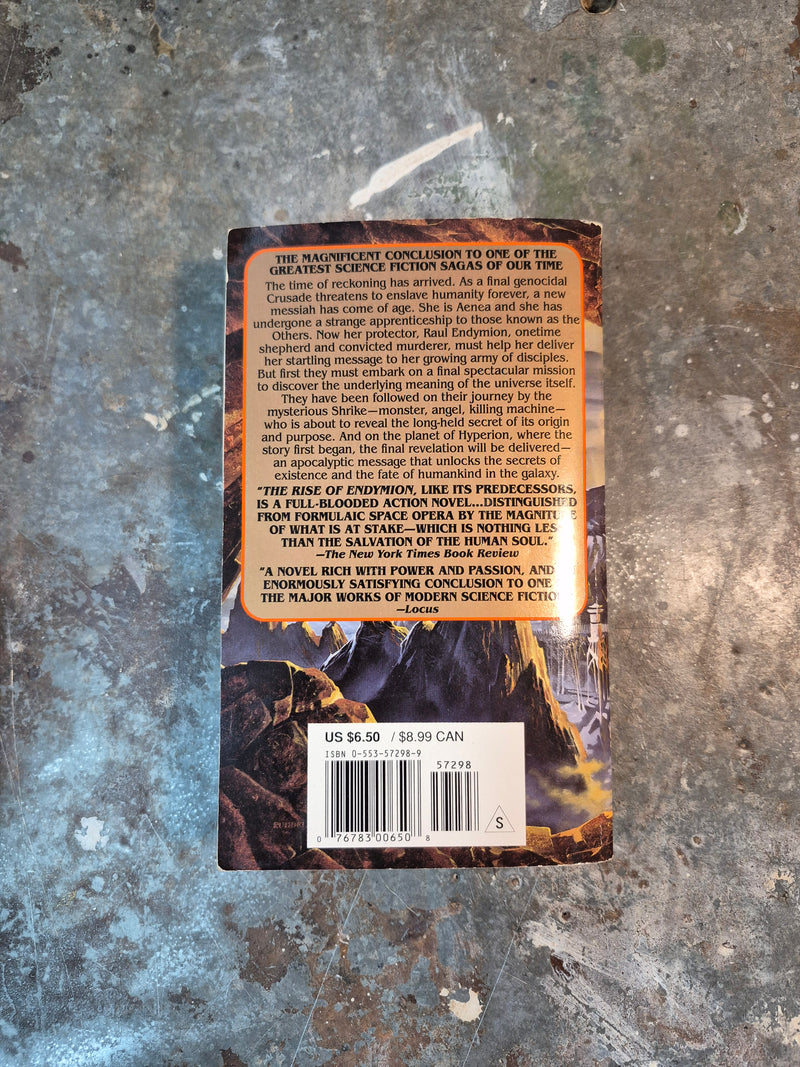 THE MAGNIFICENT CONCLUSION TO ONE OF THE
GREATEST SCIENCE FICTION SAGAS OF OUR TIME
The time of reckoning has arrived. As a final genocidal
Crusade threatens to enslave humanity forever, a new
messiah has come of age. She is Aenea and she has
undergone a strange apprenticeship to those known as the
Others. Now her protector, Raul Endymion, onetime
shepherd and convicted murderer, must help her deliver
her startling message to her growing army of disciples.
But first they must embark on a final spectacular mission
to discover the underlying meaning of the universe itself.
They have been followed on their journey by the
mysterious Shrike—monster, angel, killing machine—
who is about to reveal the long-held secret of its origin
and purpose. And on the planet of Hyperion, where the
story first began, the final revelation will be delivered—
an apocalyptic message that unlocks the secrets of
existence and the fate of humankind in the galaxy.
"THE RISE OF ENDYMION, LIKE ITS PREDECESSORS,
IS A FULL-BLOODED ACTION NOVEL...DISTINGUISHED
FROM FORMULAIC SPACE OPERA BY THE MAGNITUDE
OF WHAT IS AT STAKE—WHICH IS NOTHING LES
THAN THE SALVATION OF THE HUMAN SOUL."
—The New York Times Book Review
"A NOVEL RICH WITH POWER AND PASSION, AND
ENORMOUSLY SATISFYING CONCLUSION TO ONE
THE MAJOR WORKS OF MODERN SCIENCE FICTIO
—Locus
US $6.50 / $8.99 CAN
ISBN 0-553-57298-9
57298
S
0 76783 00650 8